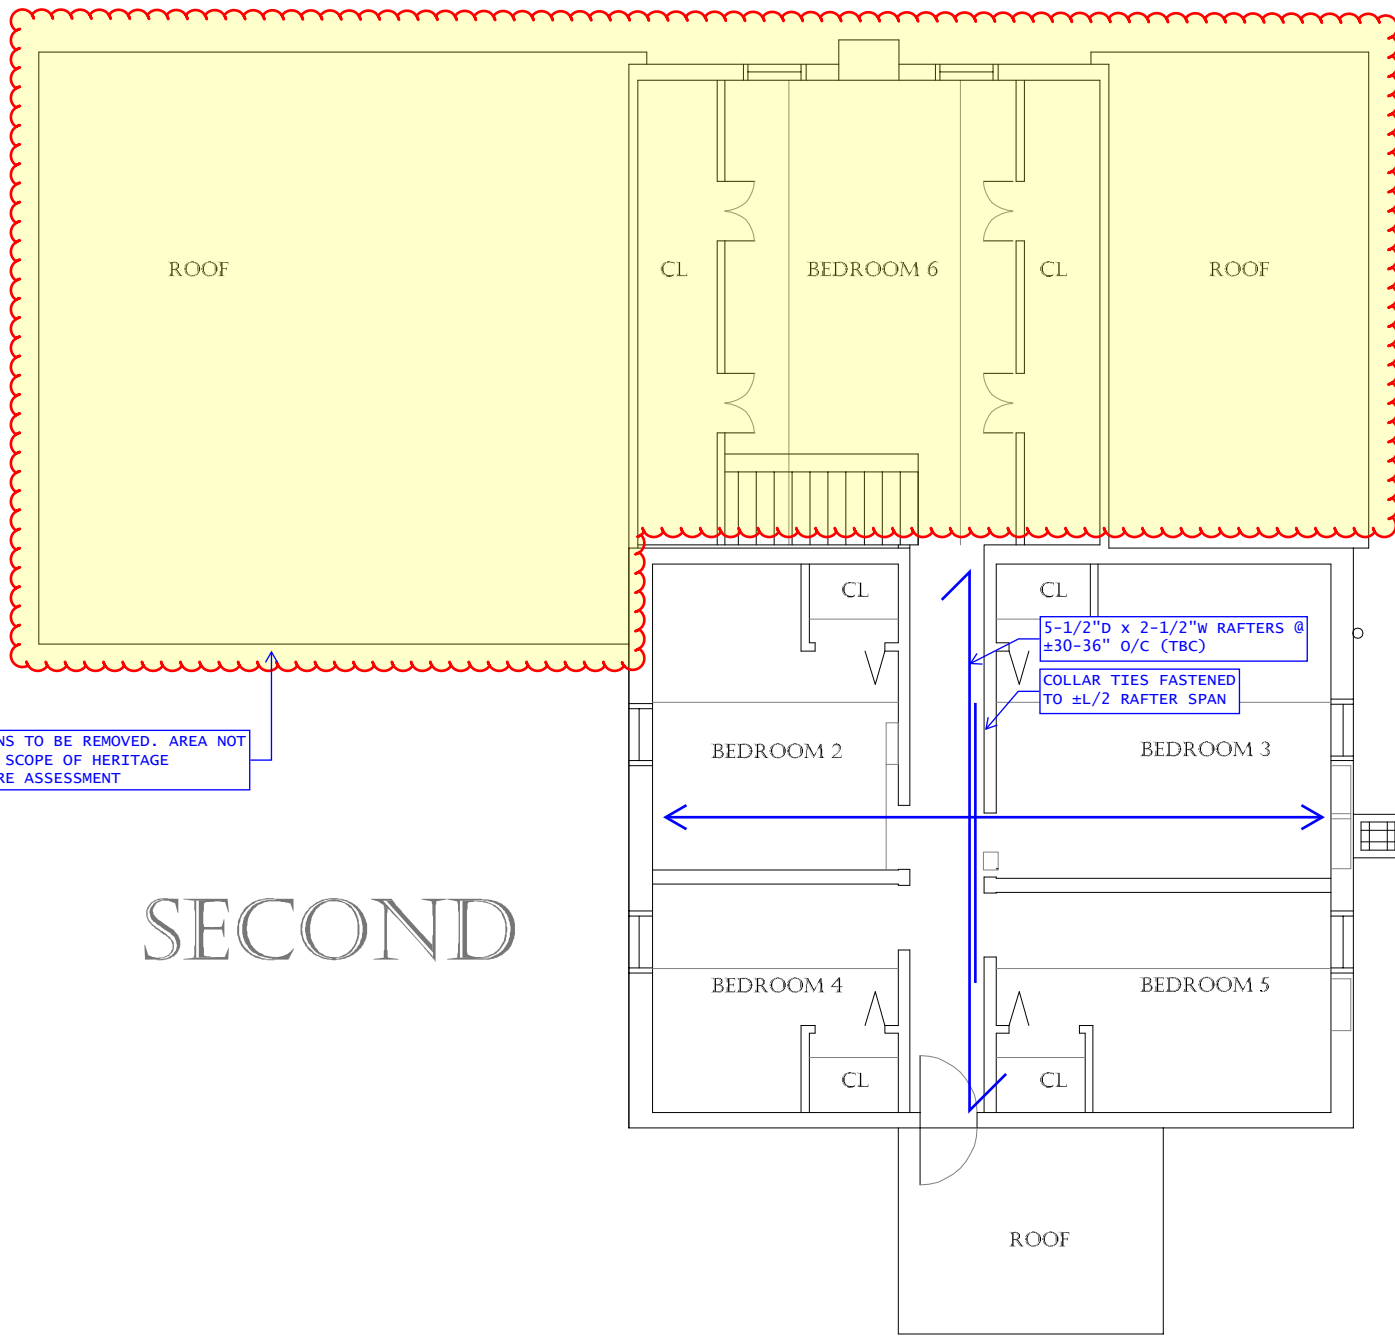 ROOF
CL
BEDROOM 6
CL
ROOF
CL
CL
5-1/2"D x 2-1/2"W RAFTERS @
±30-36" O/C (TBC)
COLLAR TIES FASTENED
TO ±L/2 RAFTER SPAN
TO BE REMOVED. AREA NOT
SCOPE OF HERITAGE
ASSESSMENT
BEDROOM 2
BEDROOM 3
SECOND
BEDROOM 4
BEDROOM 5
CL
CL
ROOF